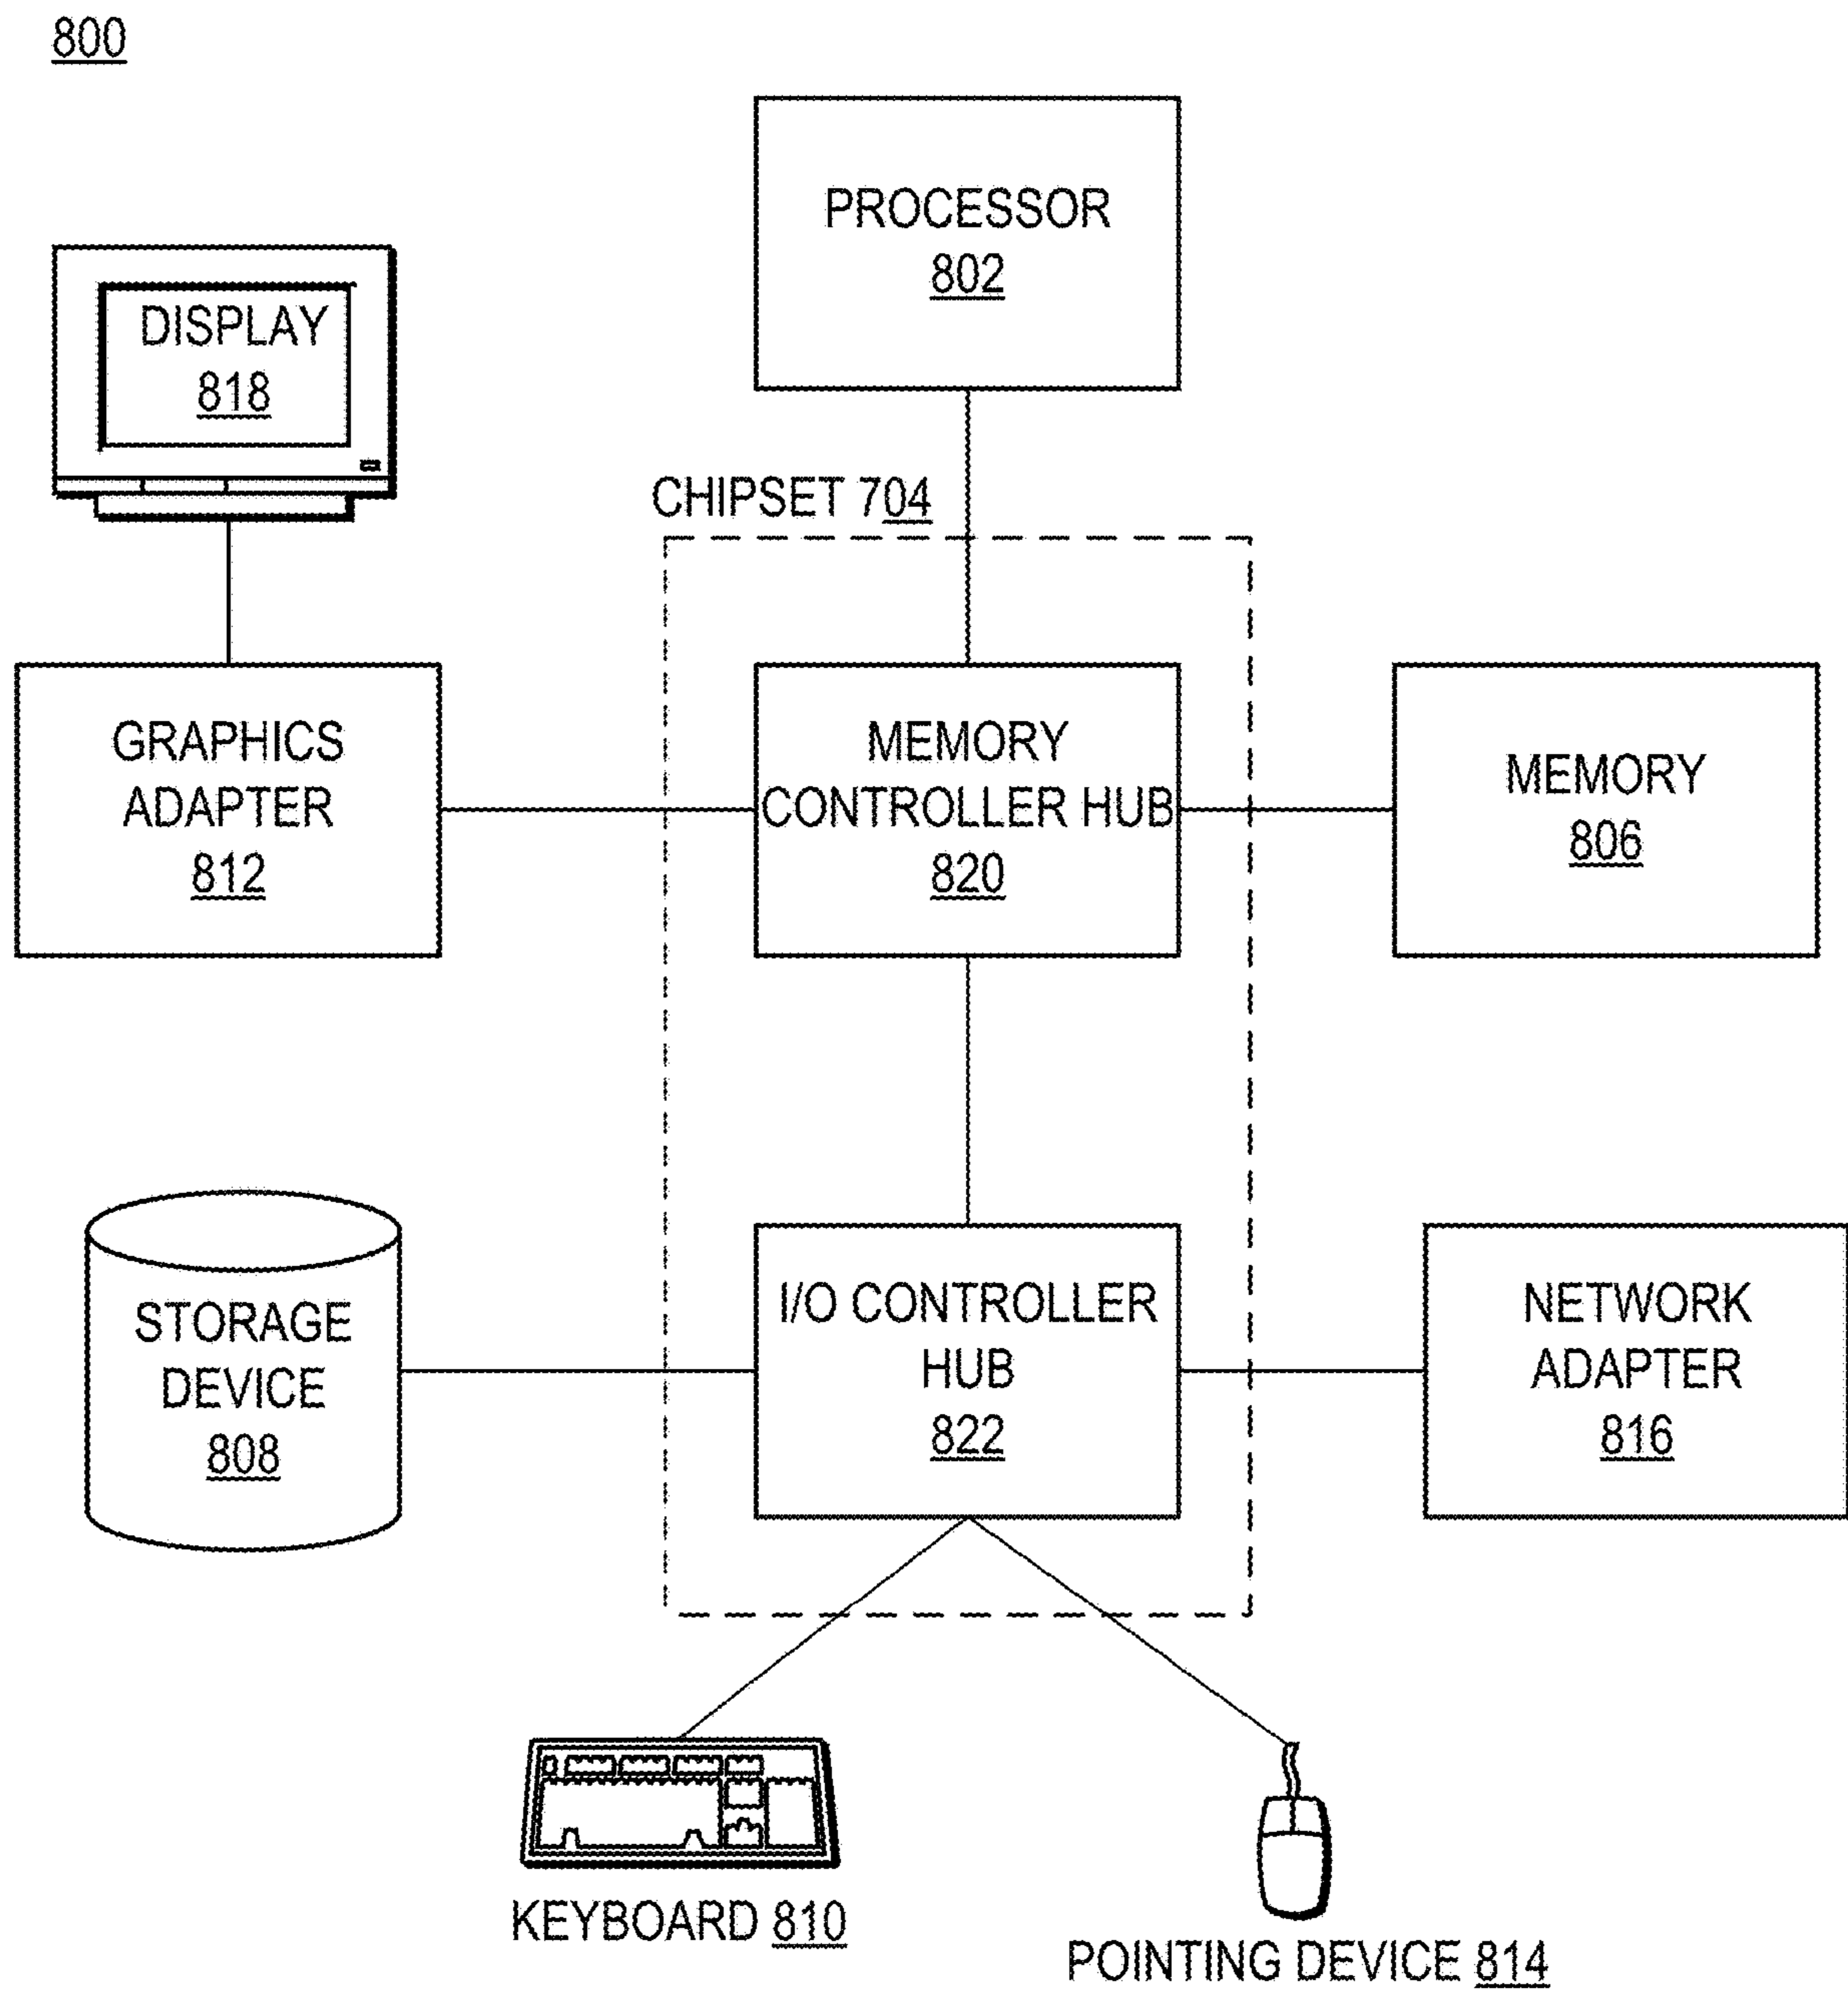 800
PROCESSOR
802
DISPLAY
818
CHIPSET 704
GRAPHICS
ADAPTER
812
MEMORY
CONTROLLER HUB
820
MEMORY
806
STORAGE
DEVICE
808
I/O CONTROLLER
HUB
822
NETWORK
ADAPTER
816
KEYBOARD 810
POINTING DEVICE 814